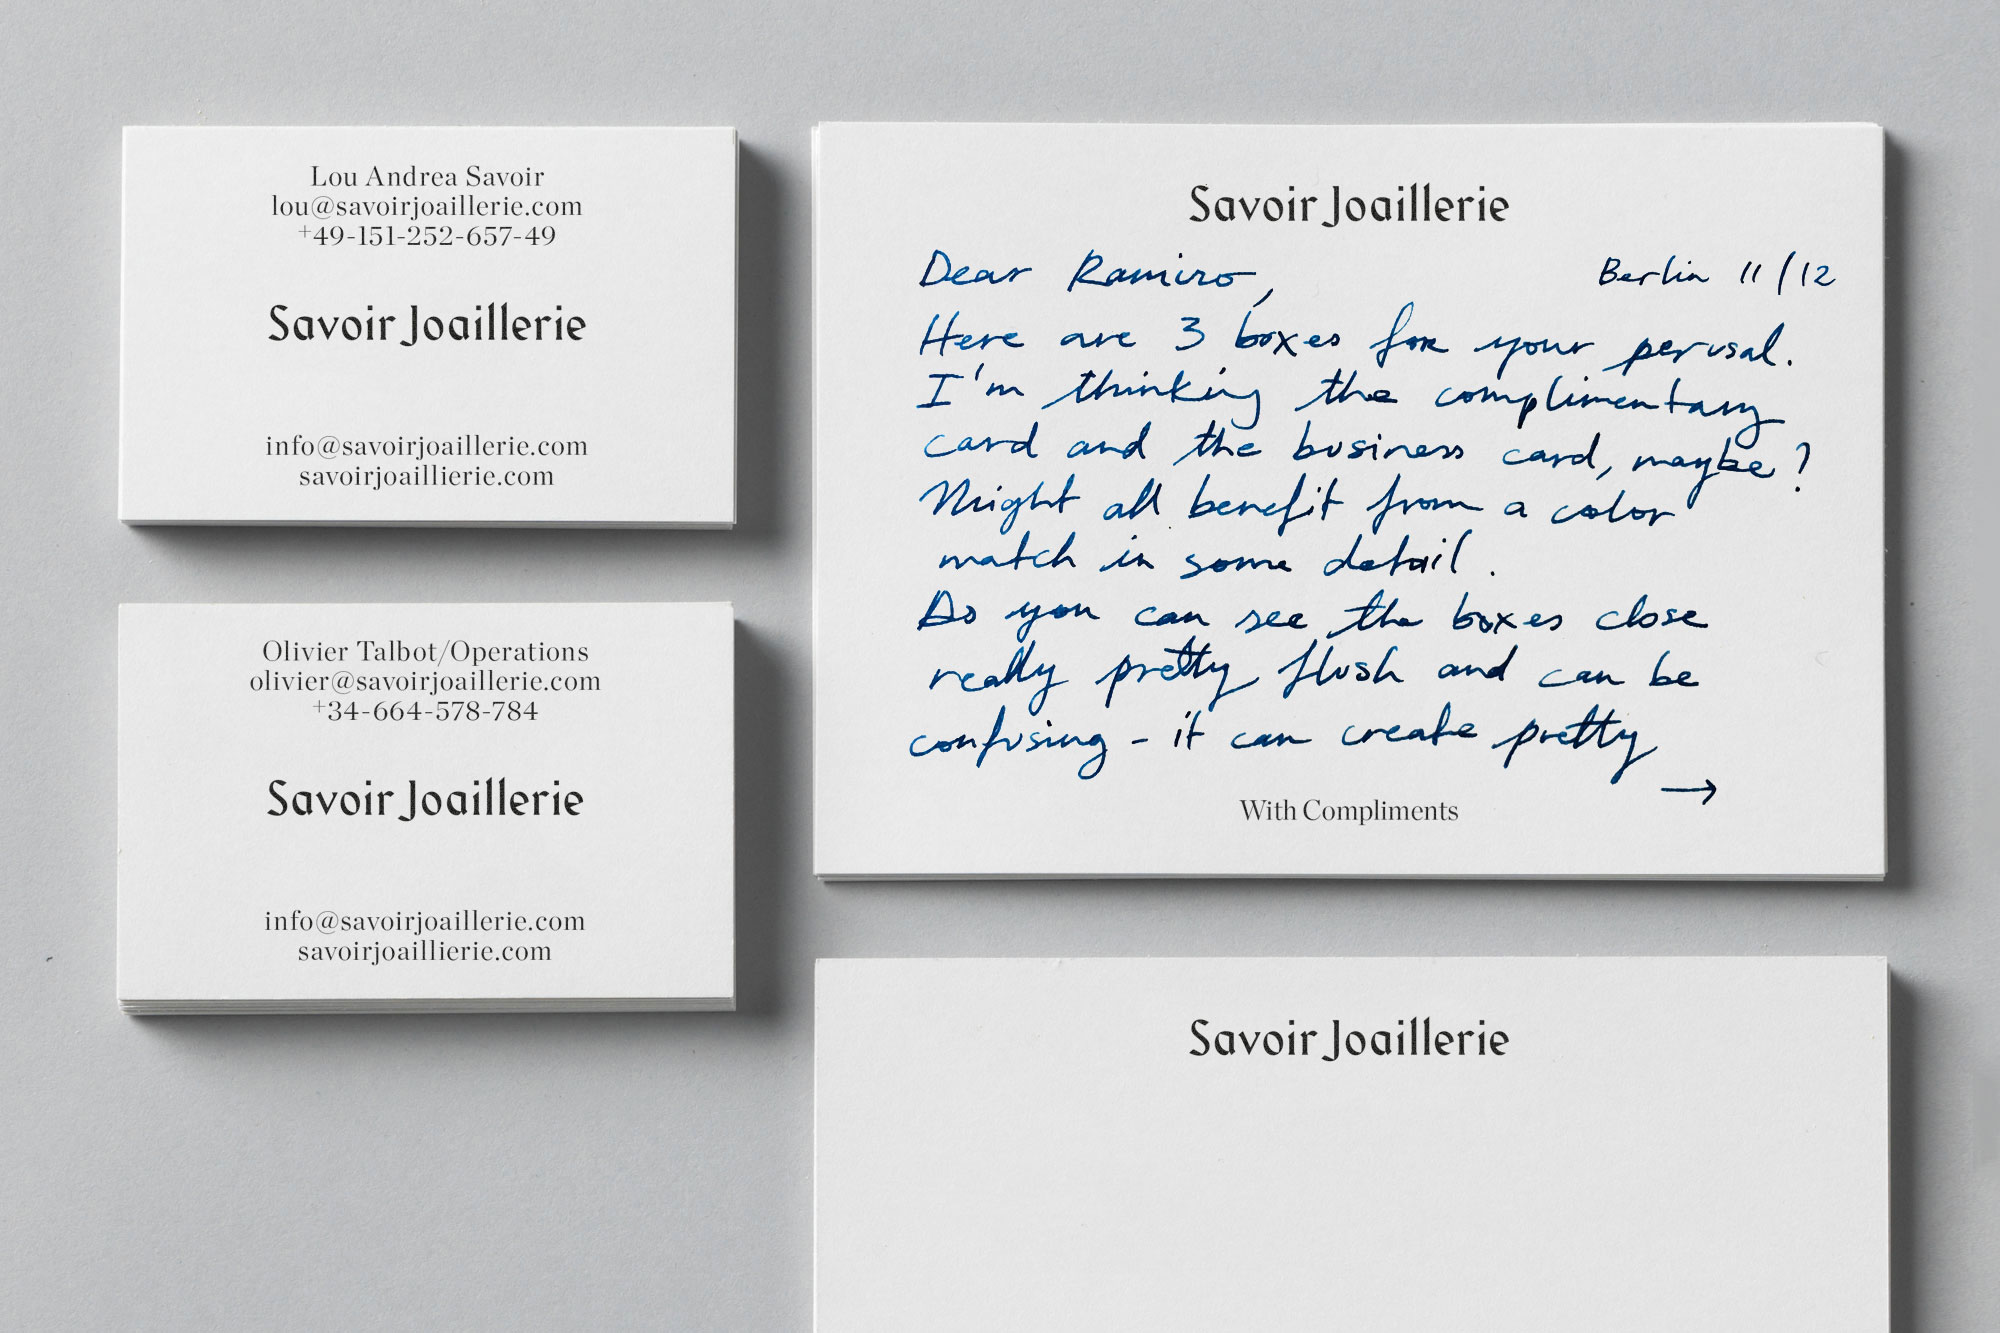 Lou Andrea Savoir
lou@savoirjoaillerie.com
+49-151-252-657-49
Savoir Joaillerie
info@savoirjoaillerie.com
savoirjoaillierie.com
Olivier Talbot/Operations
olivier@savoirjoaillerie.com
+34-664-578-784
Savoir Joaillerie
info@savoirjoaillerie.com
savoirjoaillierie.com
Savoir Joaillerie
Dear Ramiro,
Berlin 11/12
Here are 3 boxes for your perusal.
I'm thinking the complimentary
card and the business card, maybe?
Might all benefit from a color
match in some detail.
As you can see the boxes close
really pretty flush and can be
confusing - it can create pretty
→
With Compliments
Savoir Joaillerie